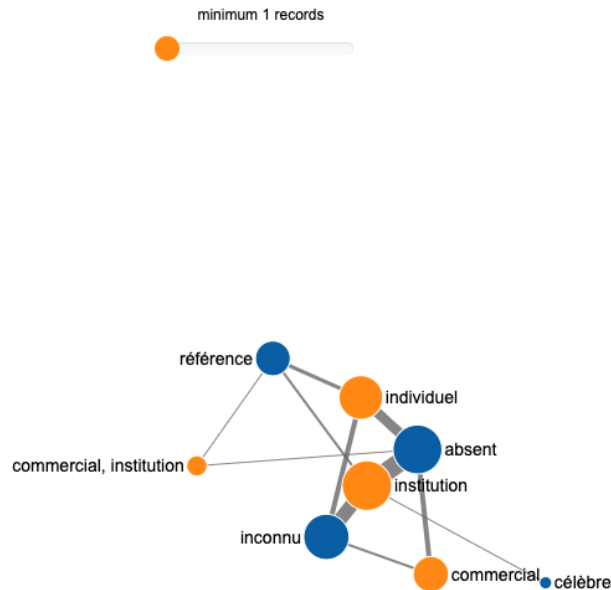 minimum 1 records
référence
individuel
absent
commercial, institution
institution
inconnu
commercial
célèbre